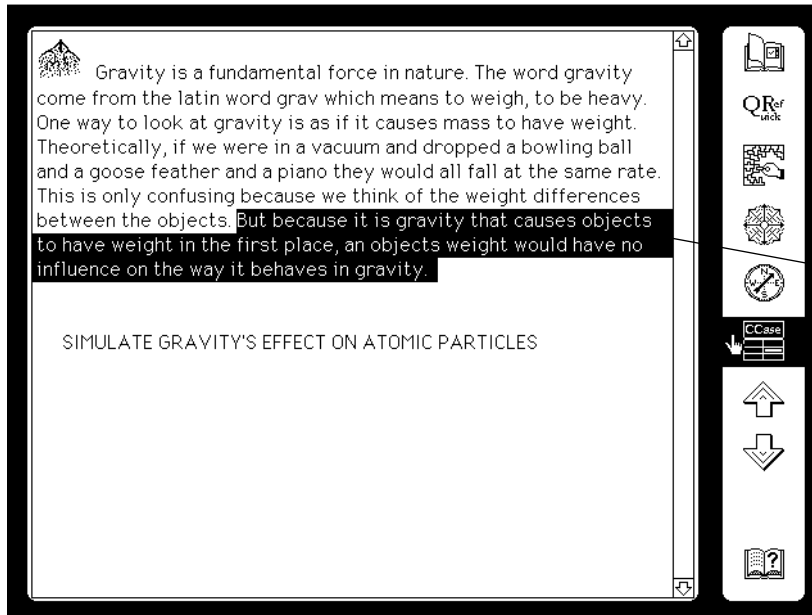 Gravity is a fundamental force in nature. The word gravity
come from the latin word grav which means to weigh, to be heavy.
One way to look at gravity is as if it causes mass to have weight.
Theoretically, if we were in a vacuum and dropped a bowling ball
and a goose feather and a piano they would all fall at the same rate.
This is only confusing because we think of the weight differences
between the objects. But because it is gravity that causes objects
to have weight in the first place, an objects weight would have no
influence on the way it behaves in gravity.
SIMULATE GRAVITY'S EFFECT ON ATOMIC PARTICLES
QRef
uick
N
W E
S
CCase
?